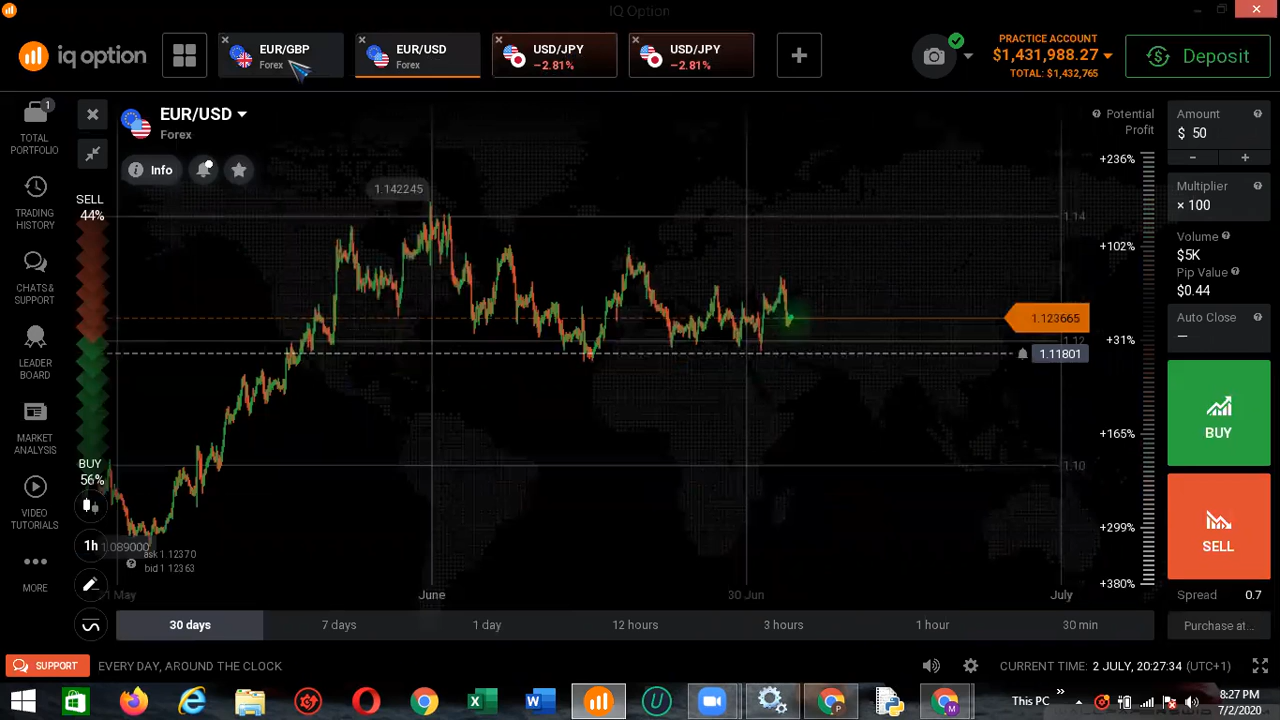 IQ Option
iq option
EUR/GBP
Forex
EUR/USD
Forex
USD/JPY
−2.81%
USD/JPY
−2.81%
PRACTICE ACCOUNT
$1,431,988.27
TOTAL: $1,432,765
Deposit
1
TOTAL
PORTFOLIO
TRADING
HISTORY
CHATS &
SUPPORT
LEADER
BOARD
MARKET
ANALYSIS
VIDEO
TUTORIALS
MORE
EUR/USD
Forex
Info
SELL
44%
BUY
56%
1h
1.142245
1.089000
ask 1.12370
bid 1.12363
1.14
1.123665
1.12
1.11801
1.10
1 May
June
30 Jun
July
Potential
Profit
+236%
+102%
+31%
+165%
+299%
+380%
Amount
$ 50
−
+
Multiplier
× 100
Volume
$5K
Pip Value
$0.44
Auto Close
—
BUY
SELL
Spread 0.7
Purchase at...
30 days
7 days
1 day
12 hours
3 hours
1 hour
30 min
SUPPORT
EVERY DAY, AROUND THE CLOCK
CURRENT TIME: 2 JULY, 20:27:34 (UTC+1)
This PC
8:27 PM
7/2/2020